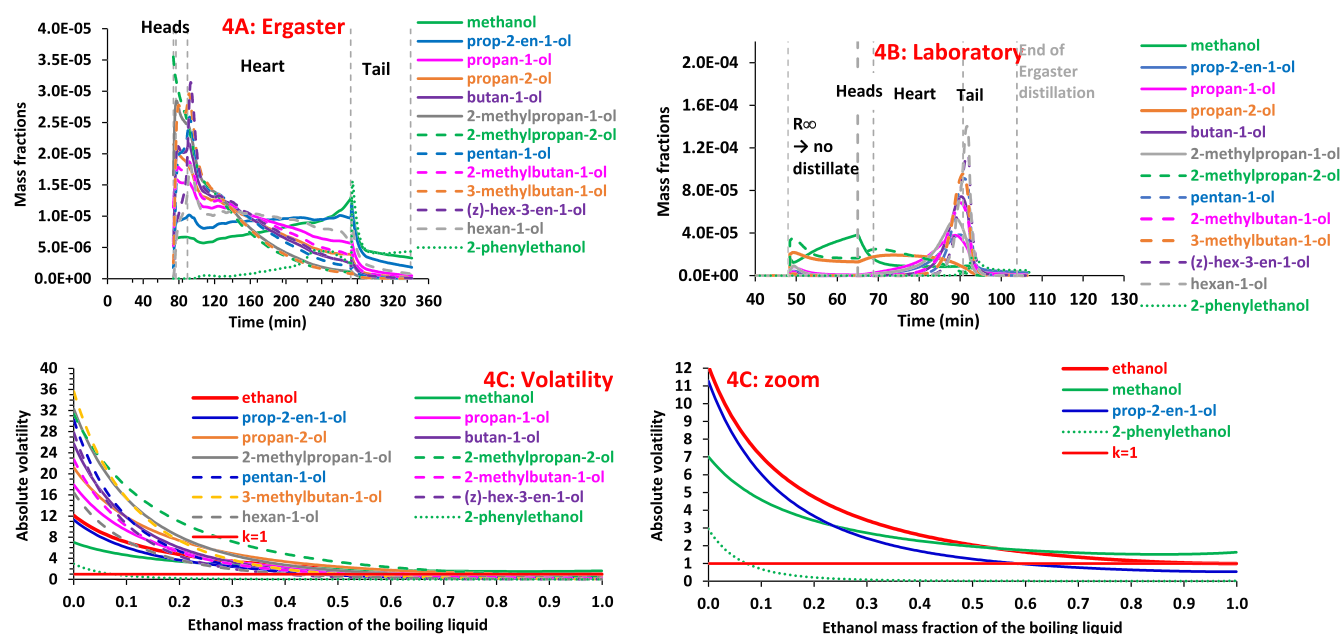 4A: Ergaster
Heads
Heart
Tail
4.0E-05
3.5E-05
3.0E-05
2.5E-05
2.0E-05
1.5E-05
1.0E-05
5.0E-06
0.0E+00
Mass fractions
0 40 80 120 160 200 240 280 320 360
Time (min)
methanol
prop-2-en-1-ol
propan-1-ol
propan-2-ol
butan-1-ol
2-methylpropan-1-ol
2-methylpropan-2-ol
pentan-1-ol
2-methylbutan-1-ol
3-methylbutan-1-ol
(z)-hex-3-en-1-ol
hexan-1-ol
2-phenylethanol
4B: Laboratory
End of
Ergaster
distillation
Heads
Heart
Tail
R∞
→ no
distillate
2.0E-04
1.6E-04
1.2E-04
8.0E-05
4.0E-05
0.0E+00
Mass fractions
40 50 60 70 80 90 100 110 120 130
Time (min)
methanol
prop-2-en-1-ol
propan-1-ol
propan-2-ol
butan-1-ol
2-methylpropan-1-ol
2-methylpropan-2-ol
pentan-1-ol
2-methylbutan-1-ol
3-methylbutan-1-ol
(z)-hex-3-en-1-ol
hexan-1-ol
2-phenylethanol
4C: Volatility
40
36
32
28
24
20
16
12
8
4
0
Absolute volatility
ethanol
methanol
prop-2-en-1-ol
propan-1-ol
propan-2-ol
butan-1-ol
2-methylpropan-1-ol
2-methylpropan-2-ol
pentan-1-ol
2-methylbutan-1-ol
3-methylbutan-1-ol
(z)-hex-3-en-1-ol
hexan-1-ol
2-phenylethanol
k=1
0.0 0.1 0.2 0.3 0.4 0.5 0.6 0.7 0.8 0.9 1.0
Ethanol mass fraction of the boiling liquid
4C: zoom
12
11
10
9
8
7
6
5
4
3
2
1
0
Absolute volatility
ethanol
methanol
prop-2-en-1-ol
2-phenylethanol
k=1
0.0 0.1 0.2 0.3 0.4 0.5 0.6 0.7 0.8 0.9 1.0
Ethanol mass fraction of the boiling liquid